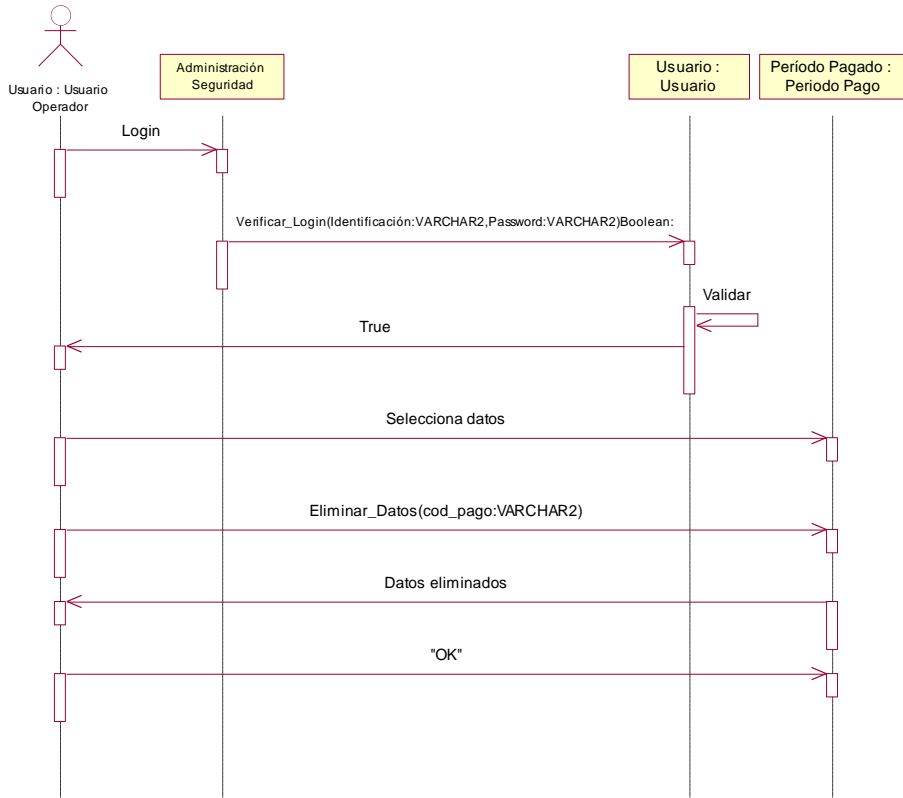 Usuario : Usuario
Operador
Administración
Seguridad
Usuario :
Usuario
Período Pagado :
Periodo Pago
Login
Verificar_Login(Identificación:VARCHAR2,Password:VARCHAR2)Boolean:
Validar
True
Selecciona datos
Eliminar_Datos(cod_pago:VARCHAR2)
Datos eliminados
"OK"